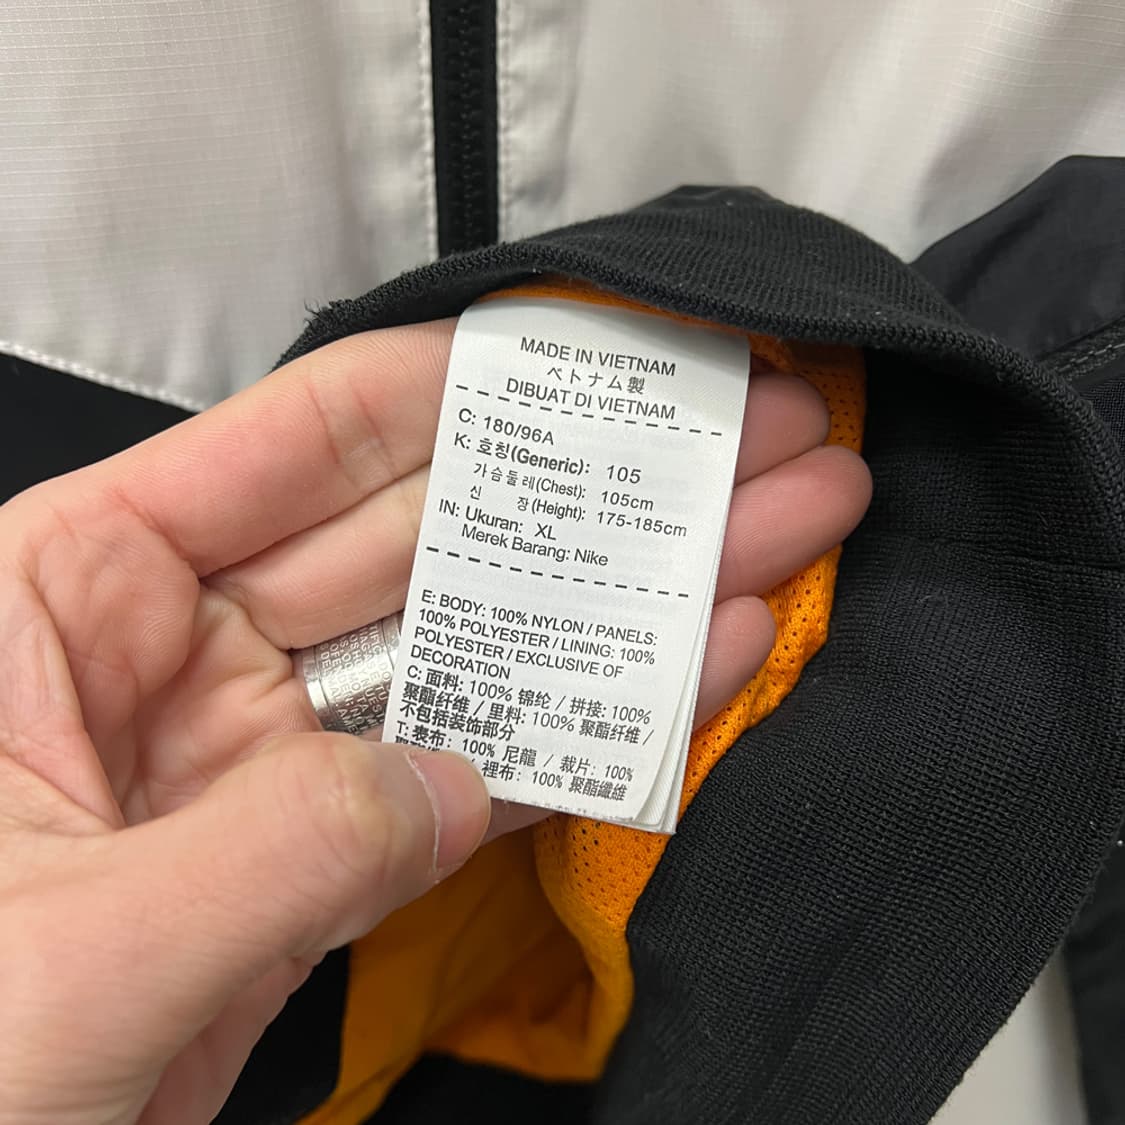 MADE IN VIETNAM
ベトナム製
DIBUAT DI VIETNAM
C: 180/96A
K: 호칭(Generic): 105
가슴둘레(Chest): 105cm
신 장(Height): 175-185cm
IN: Ukuran: XL
Merek Barang: Nike
E: BODY: 100% NYLON / PANELS:
100% POLYESTER / LINING: 100%
POLYESTER / EXCLUSIVE OF
DECORATION
C: 面料: 100% 锦纶 / 拼接: 100%
聚酯纤维 / 里料: 100% 聚酯纤维 /
不包括装饰部分
T: 表布: 100% 尼龍 / 裁片: 100%
/ 裡布: 100% 聚酯纖維